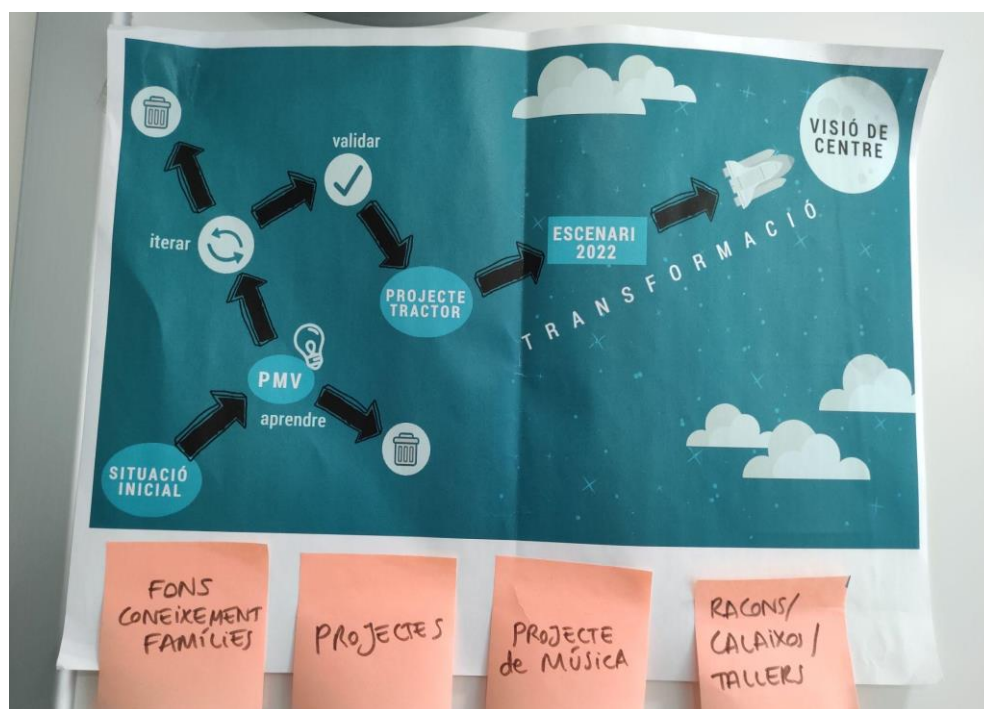 validar
VISIÓ DE
CENTRE
iterar
ESCENARI
2022
TRANSFORMACIÓ
PROJECTE
TRACTOR
PMV
aprendre
SITUACIÓ
INICIAL
FONS
CONEIXEMENT
FAMÍLIES
PROJECTES
PROJECTE
de MÚSICA
RACONS/
CALAIXOS/
TALLERS